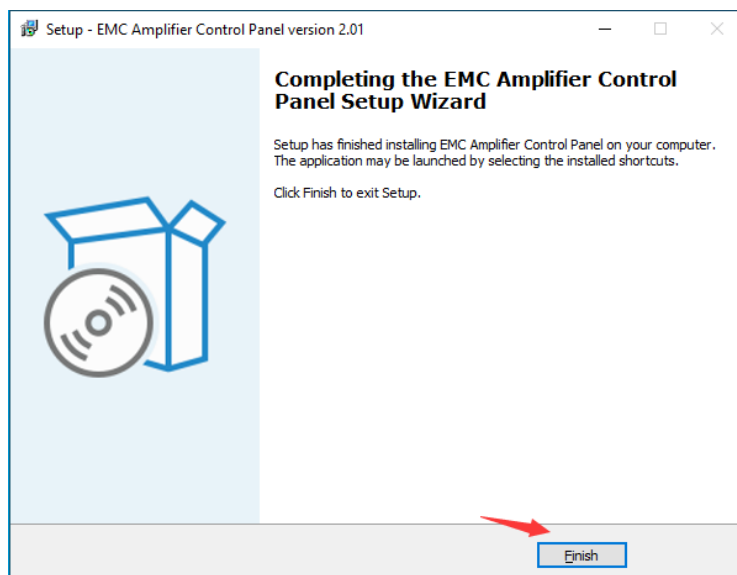 Setup - EMC Amplifier Control Panel version 2.01
Completing the EMC Amplifier Control
Panel Setup Wizard
Setup has finished installing EMC Amplifier Control Panel on your computer.
The application may be launched by selecting the installed shortcuts.
Click Finish to exit Setup.
Finish